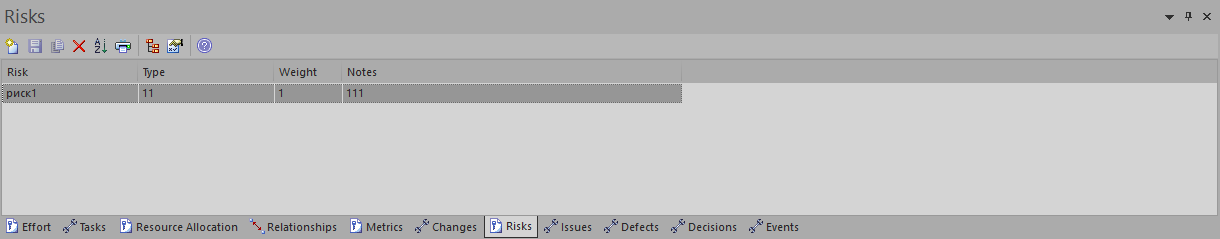 Risks
Risk Type Weight Notes
риск1 11 1 111
Effort Tasks Resource Allocation Relationships Metrics Changes Risks Issues Defects Decisions Events